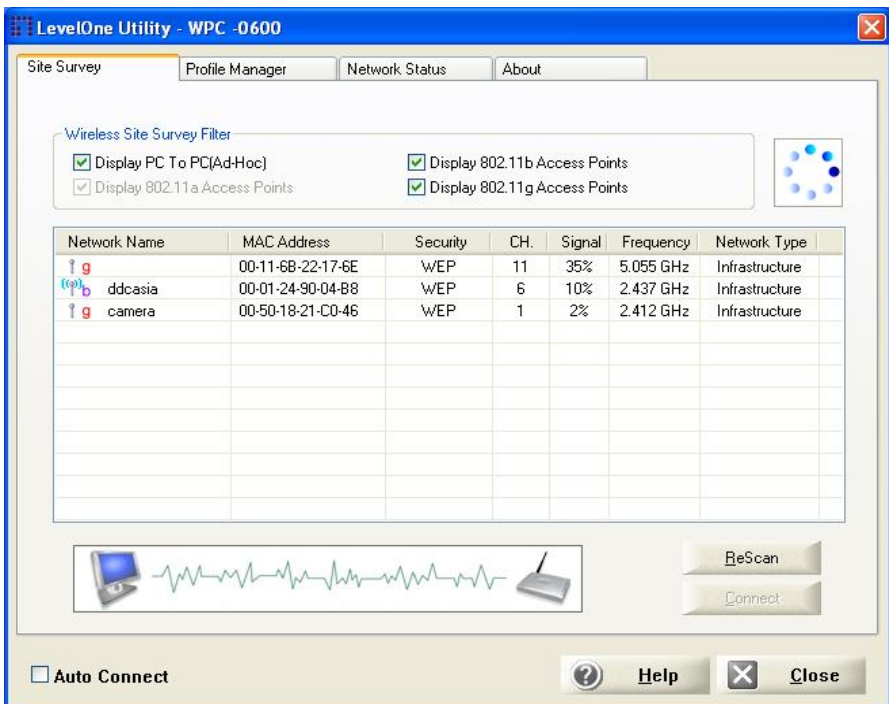 LevelOne Utility - WPC -0600
Site Survey Profile Manager Network Status About
Wireless Site Survey Filter
Display PC To PC(Ad-Hoc) Display 802.11b Access Points
Display 802.11a Access Points Display 802.11g Access Points
Network Name MAC Address Security CH. Signal Frequency Network Type
g 00-11-6B-22-17-6E WEP 11 35% 5.055 GHz Infrastructure
b ddcasia 00-01-24-90-04-B8 WEP 6 10% 2.437 GHz Infrastructure
g camera 00-50-18-21-C0-46 WEP 1 2% 2.412 GHz Infrastructure
ReScan
Connect
Auto Connect Help Close